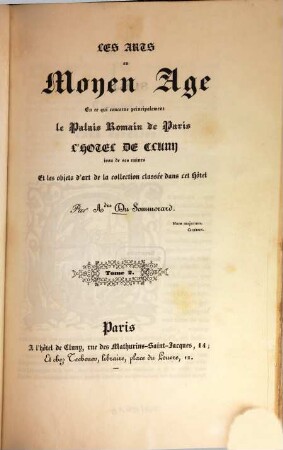 LES ARTS
au
Moyen Age
En ce qui concerne principalement
le Palais Romain de Paris
L'HOTEL DE CLUNY
issu de ses ruines
Et les objets d'art de la collection classée dans cet Hôtel
Par A. Du Sommerard.
Tome 2.
Paris
A l'hôtel de Cluny, rue des Mathurins-Saint-Jacques, 14;
Et chez Techener, libraire, place du Louvre, 12.